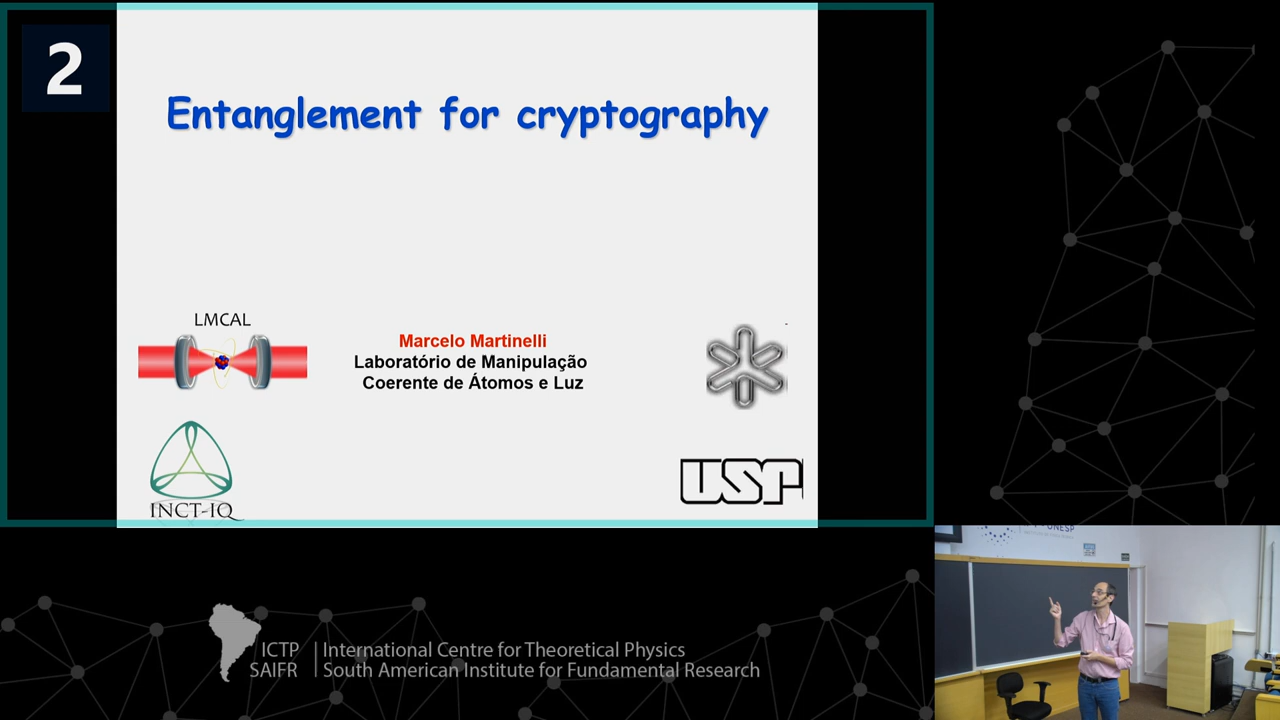 2
Entanglement for cryptography
LMCAL
Marcelo Martinelli
Laboratório de Manipulação
Coerente de Átomos e Luz
INCT-IQ
USP
UNESP
ICTP
SAIFR
International Centre for Theoretical Physics
South American Institute for Fundamental Research